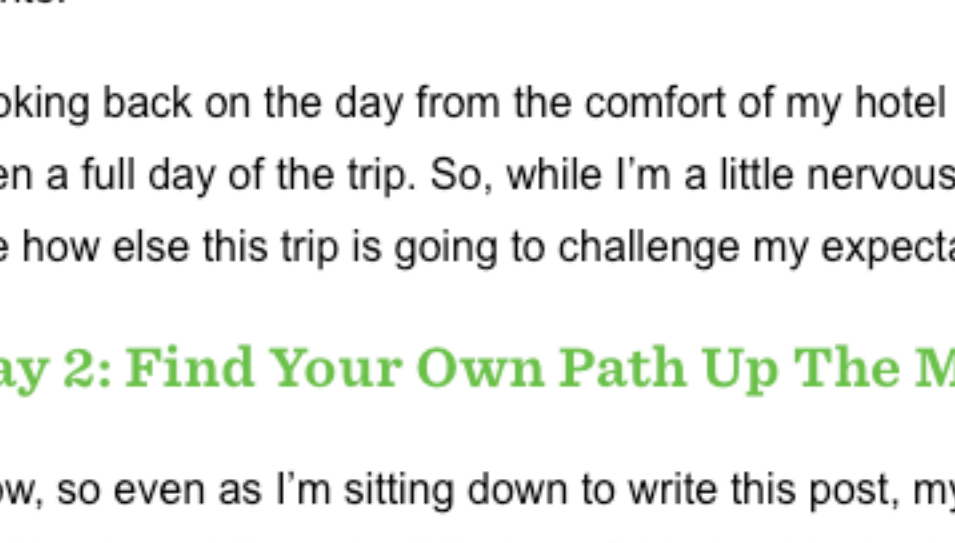 oking back on the day from the comfort of my hotel
en a full day of the trip. So, while I’m a little nervous
e how else this trip is going to challenge my expecta
ay 2: Find Your Own Path Up The M
ow, so even as I’m sitting down to write this post, my